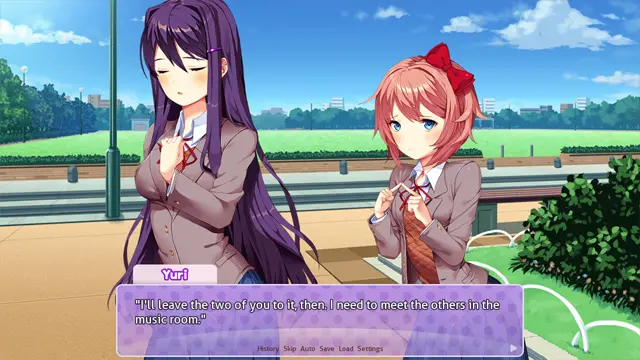 Yuri
"I'll leave the two of you to it, then. I need to meet the others in the
music room."
History Skip Auto Save Load Settings